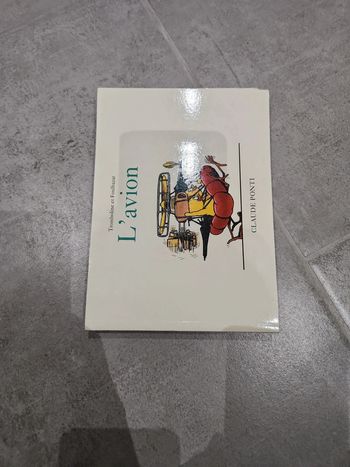 Tromboline et Foulbazar
L'avion
CLAUDE PONTI